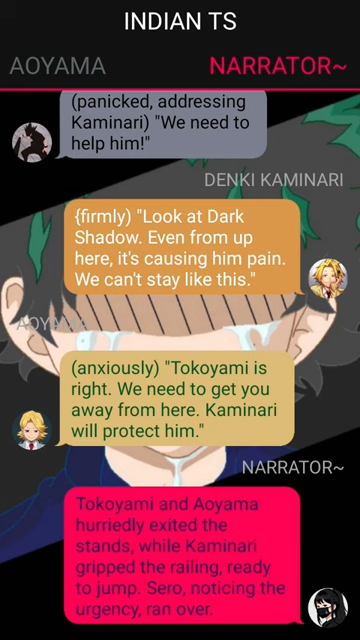 INDIAN TS
AOYAMA
NARRATOR~
(panicked, addressing
Kaminari) "We need to
help him!"
DENKI KAMINARI
{firmly) "Look at Dark
Shadow. Even from up
here, it's causing him pain.
We can't stay like this."
AOYAMA
(anxiously) "Tokoyami is
right. We need to get you
away from here. Kaminari
will protect him."
NARRATOR~
Tokoyami and Aoyama
hurriedly exited the
stands, while Kaminari
gripped the railing, ready
to jump. Sero, noticing the
urgency, ran over.